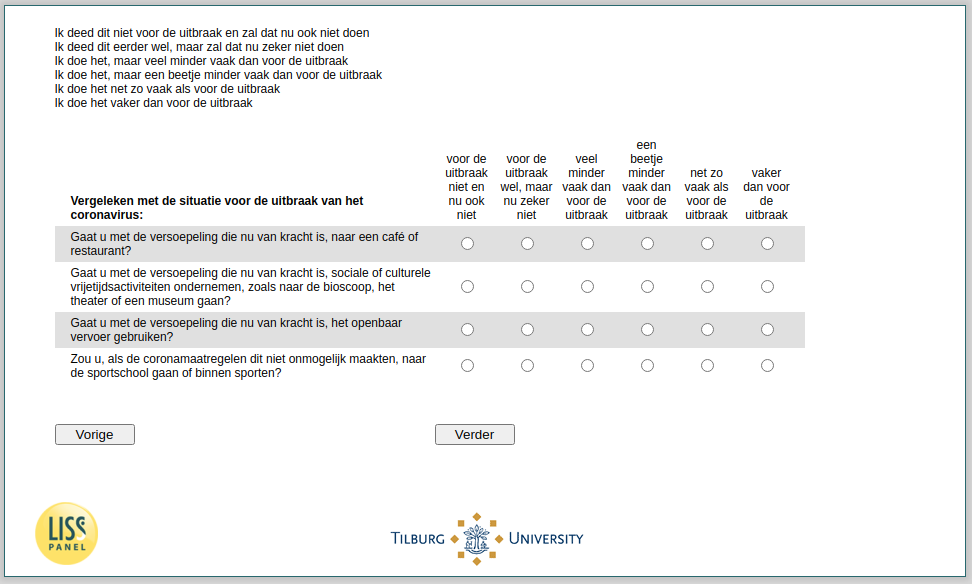 Ik deed dit niet voor de uitbraak en zal dat nu ook niet doen
Ik deed dit eerder wel, maar zal dat nu zeker niet doen
Ik doe het, maar veel minder vaak dan voor de uitbraak
Ik doe het, maar een beetje minder vaak dan voor de uitbraak
Ik doe het net zo vaak als voor de uitbraak
Ik doe het vaker dan voor de uitbraak
Vergeleken met de situatie voor de uitbraak van het
coronavirus:
voor de
uitbraak
niet en
nu ook
niet
voor de
uitbraak
wel, maar
nu zeker
niet
veel
minder
vaak dan
voor de
uitbraak
een
beetje
minder
vaak dan
voor de
uitbraak
net zo
vaak als
voor de
uitbraak
vaker
dan voor
de
uitbraak
Gaat u met de versoepeling die nu van kracht is, naar een café of
restaurant?
Gaat u met de versoepeling die nu van kracht is, sociale of culturele
vrijetijdsactiviteiten ondernemen, zoals naar de bioscoop, het
theater of een museum gaan?
Gaat u met de versoepeling die nu van kracht is, het openbaar
vervoer gebruiken?
Zou u, als de coronamaatregelen dit niet onmogelijk maakten, naar
de sportschool gaan of binnen sporten?
Vorige
Verder
LISS
PANEL
TILBURG UNIVERSITY